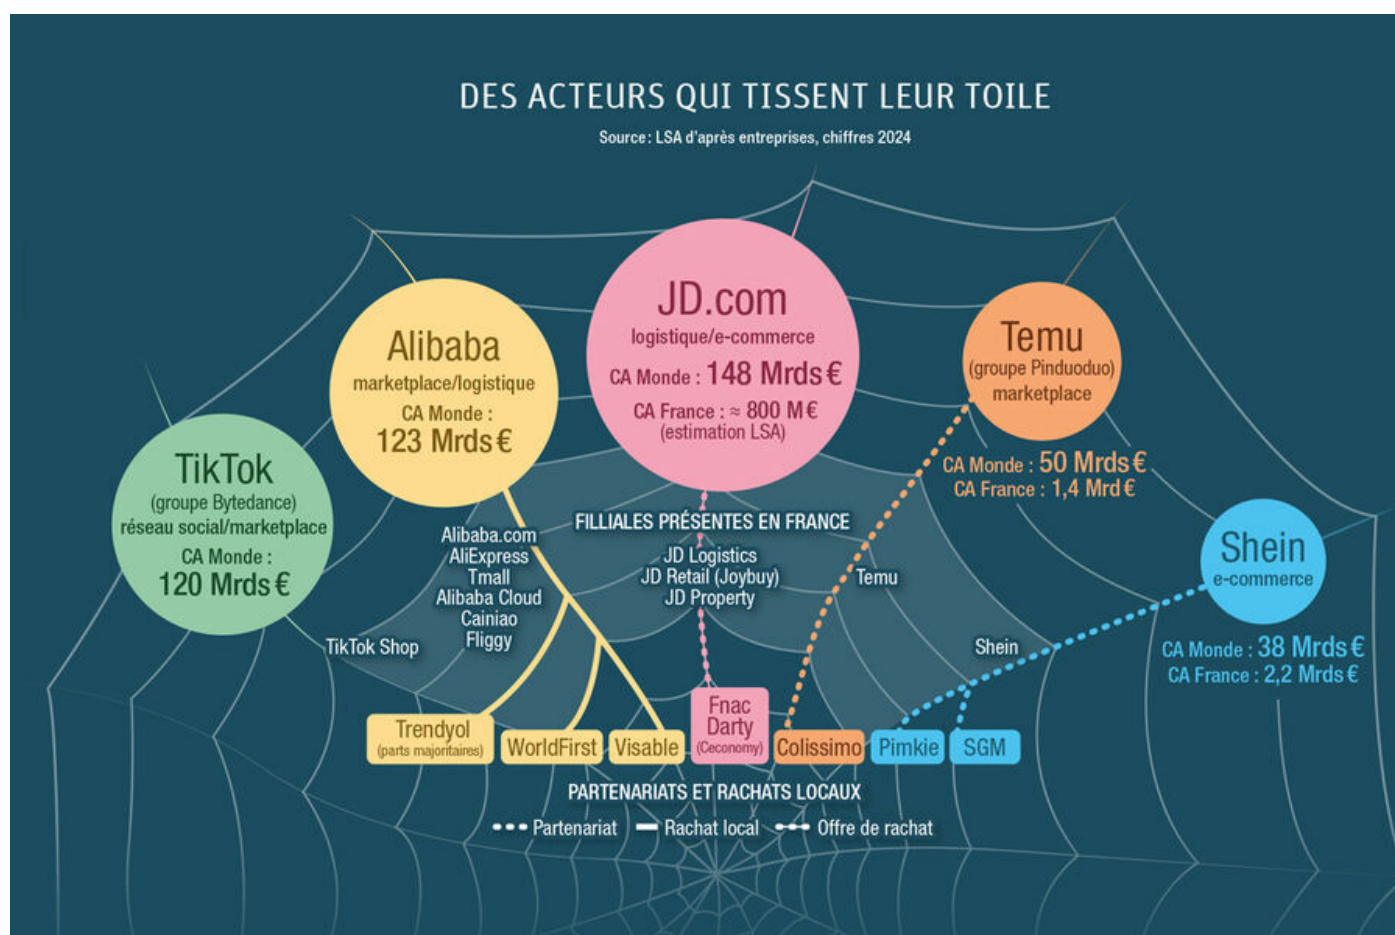 DES ACTEURS QUI TISSENT LEUR TOILE
Source : LSA d'après entreprises, chiffres 2024
TikTok
(groupe Bytedance)
réseau social/marketplace
CA Monde :
120 Mrds €
Alibaba
marketplace/logistique
CA Monde :
123 Mrds €
JD.com
logistique/e-commerce
CA Monde : 148 Mrds €
CA France : ≈ 800 M€
(estimation LSA)
Temu
(groupe Pinduoduo)
marketplace
CA Monde : 50 Mrds €
CA France : 1,4 Mrd €
Shein
e-commerce
CA Monde : 38 Mrds €
CA France : 2,2 Mrds €
FILLIALES PRÉSENTES EN FRANCE
TikTok Shop
Alibaba.com
AliExpress
Tmall
Alibaba Cloud
Cainiao
Fliggy
JD Logistics
JD Retail (Joybuy)
JD Property
Temu
Shein
Trendyol
(parts majoritaires)
WorldFirst
Visable
Fnac
Darty
(Ceconomy)
Colissimo
Pimkie
SGM
PARTENARIATS ET RACHATS LOCAUX
Partenariat
Rachat local
Offre de rachat